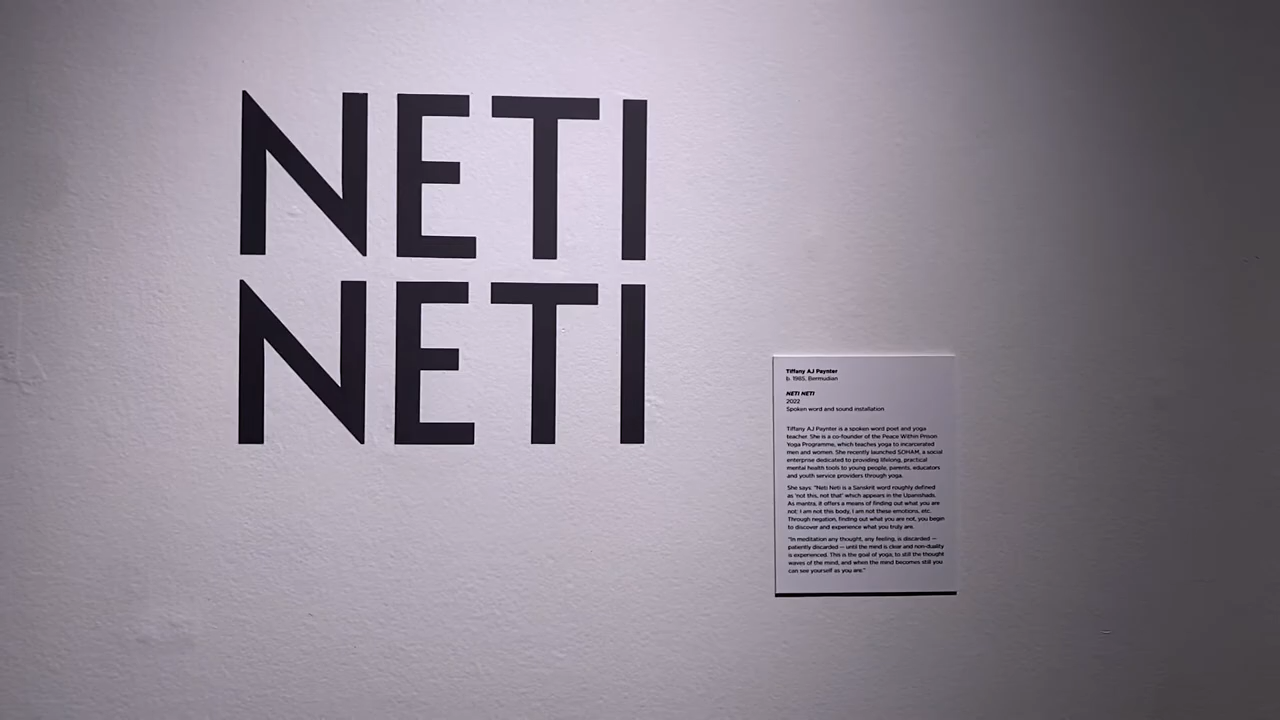 NETI
NETI
Tiffany AJ Paynter
b. 1985, Bermudian
NETI NETI
2022
Spoken word and sound installation
Tiffany AJ Paynter is a spoken word poet and yoga
teacher. She is a co-founder of the Peace Within Prison
Yoga Programme, which teaches yoga to incarcerated
men and women. She recently launched SOHAM, a social
enterprise dedicated to providing lifelong, practical
mental health tools to young people, parents, educators
and youth service providers through yoga.
She says: “Neti Neti is a Sanskrit word roughly defined
as ‘not this, not that’ which appears in the Upanishads.
As mantra, it offers a means of finding out what you are
not: I am not this body, I am not these emotions, etc.
Through negation, finding out what you are not, you begin
to discover and experience what you truly are.
“In meditation any thought, any feeling, is discarded —
patiently discarded — until the mind is clear and non-duality
is experienced. This is the goal of yoga, to still the thought
waves of the mind, and when the mind becomes still you
can see yourself as you are.”